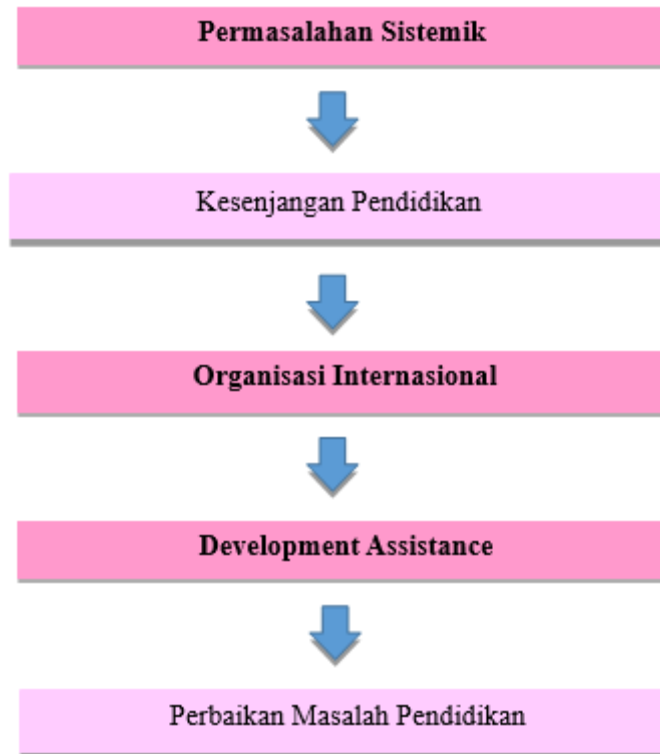 Permasalahan Sistemik
Kesenjangan Pendidikan
Organisasi Internasional
Development Assistance
Perbaikan Masalah Pendidikan